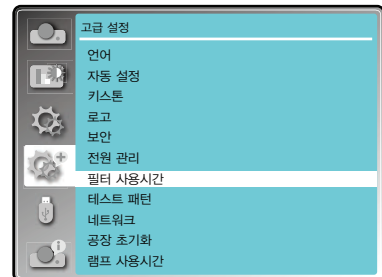 고급 설정
언어
자동 설정
키스톤
로고
보안
전원 관리
필터 사용시간
테스트 패턴
네트워크
공장 초기화
램프 사용시간